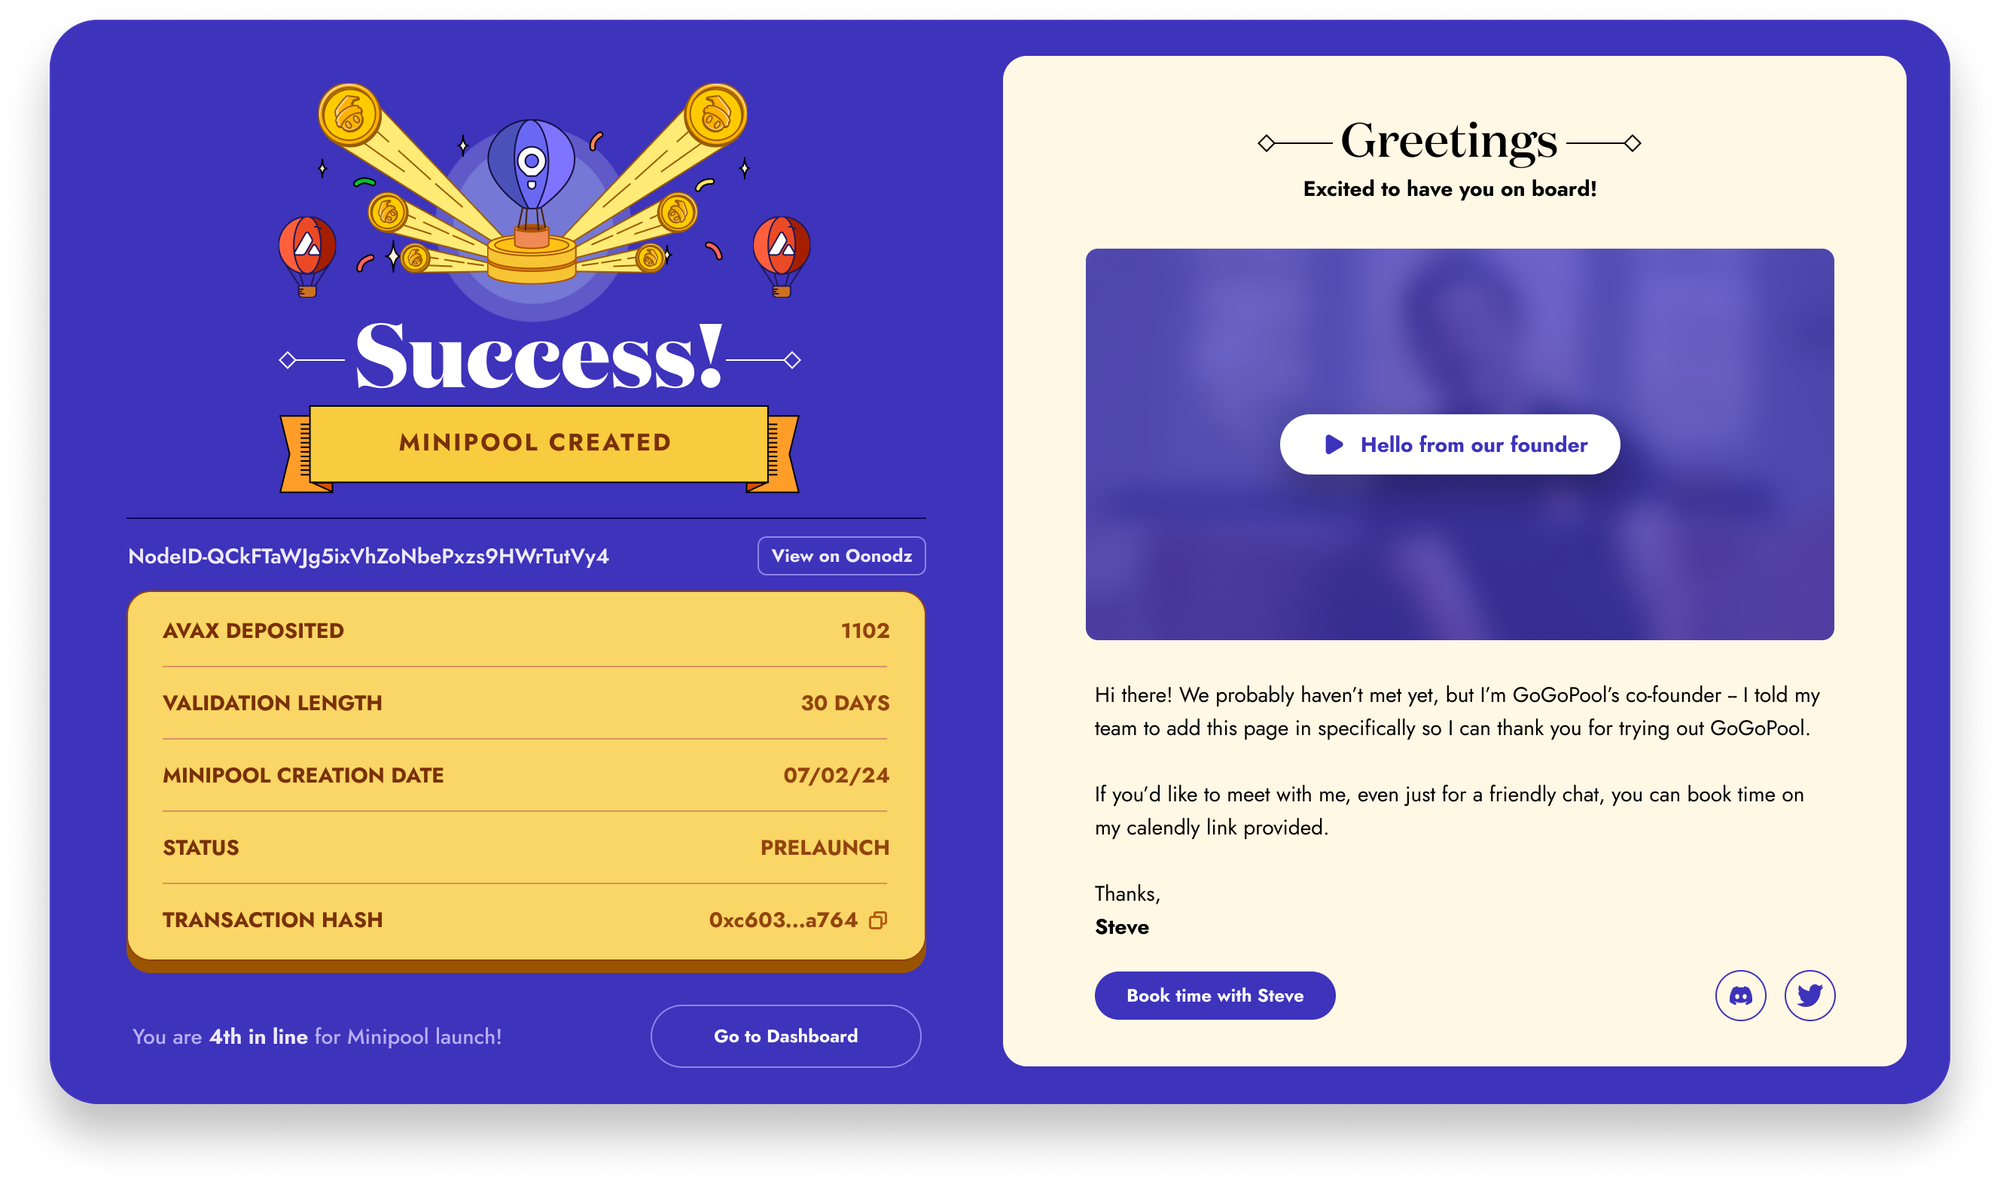 Success!
MINIPOOL CREATED
NodeID-QCkFTaWJg5ixVhZoNbePxzs9HWrTutVy4
View on Oonodz
AVAX DEPOSITED 1102
VALIDATION LENGTH 30 DAYS
MINIPOOL CREATION DATE 07/02/24
STATUS PRELAUNCH
TRANSACTION HASH 0xc603...a764
You are 4th in line for Minipool launch!
Go to Dashboard
Greetings
Excited to have you on board!
Hello from our founder
Hi there! We probably haven’t met yet, but I’m GoGoPool’s co-founder – I told my
team to add this page in specifically so I can thank you for trying out GoGoPool.
If you’d like to meet with me, even just for a friendly chat, you can book time on
my calendly link provided.
Thanks,
Steve
Book time with Steve